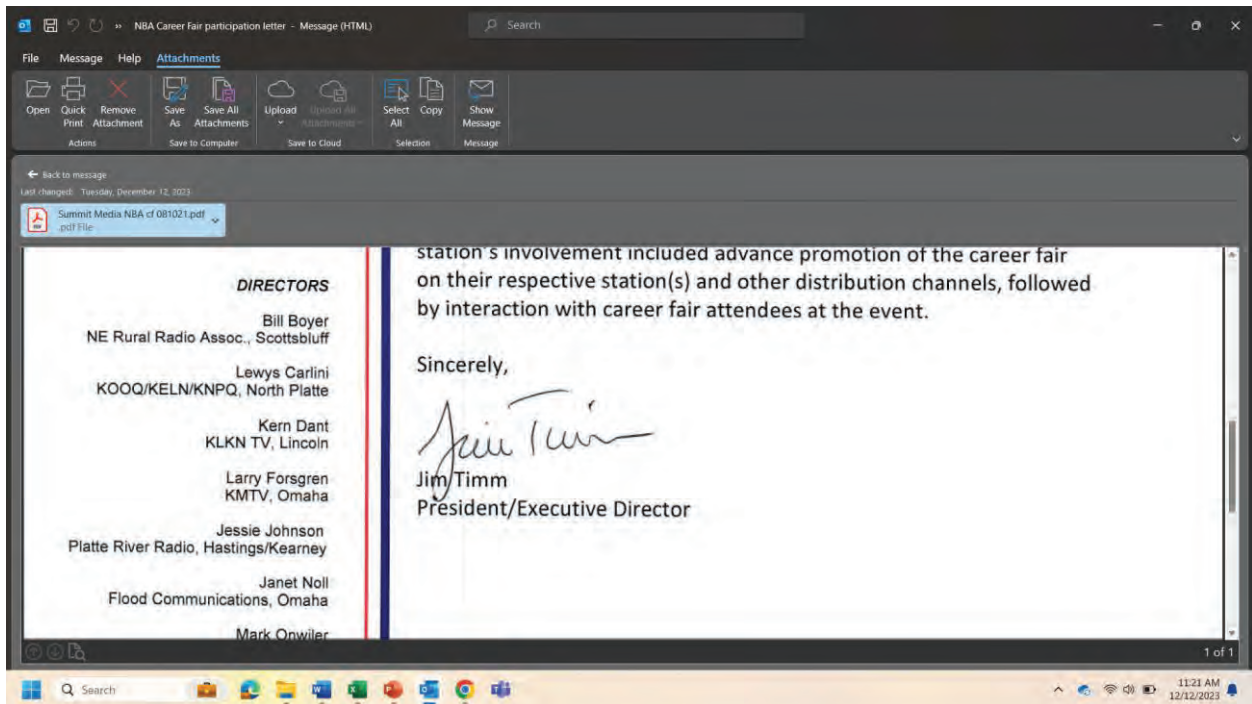 NBA Career Fair participation letter - Message (HTML)
Search
File Message Help Attachments
Open
Quick Print
Remove Attachment
Save As
Save All Attachments
Upload
Upload All Attachments
Select All
Copy
Show Message
Actions
Save to Computer
Save to Cloud
Selection
Message
Back to message
Last changed: Tuesday, December 12, 2023
Summit Media NBA cf 081021.pdf
.pdf File
DIRECTORS
Bill Boyer
NE Rural Radio Assoc., Scottsbluff
Lewys Carlini
KOOQ/KELN/KNPQ, North Platte
Kern Dant
KLKN TV, Lincoln
Larry Forsgren
KMTV, Omaha
Jessie Johnson
Platte River Radio, Hastings/Kearney
Janet Noll
Flood Communications, Omaha
Mark Onwiler
station's involvement included advance promotion of the career fair
on their respective station(s) and other distribution channels, followed
by interaction with career fair attendees at the event.
Sincerely,
Jim Timm
Jim Timm
President/Executive Director
1 of 1
Search
11:21 AM
12/12/2023